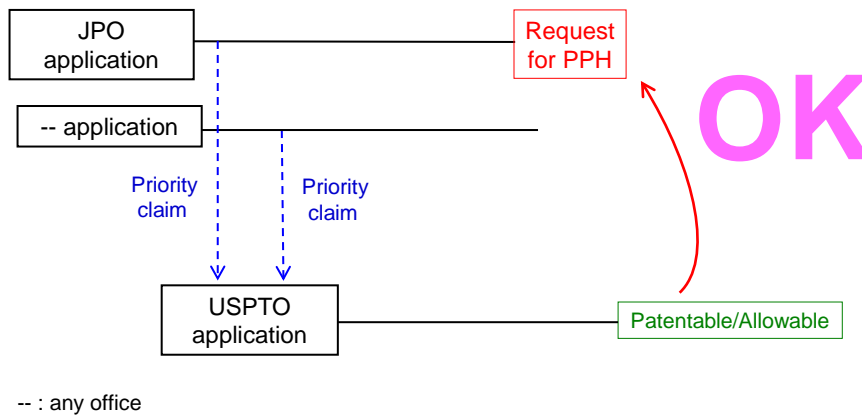 JPO
application
Request
for PPH
OK
-- application
Priority
claim
Priority
claim
USPTO
application
Patentable/Allowable
-- : any office